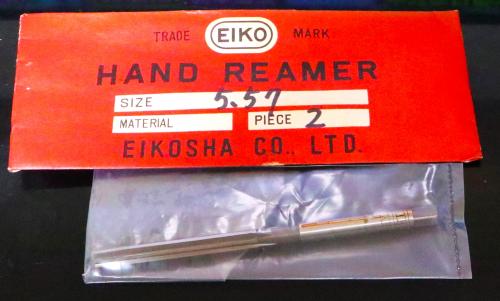 TRADE EIKO MARK
HAND REAMER
SIZE 5.57
MATERIAL PIECE 2
EIKOSHA CO., LTD.